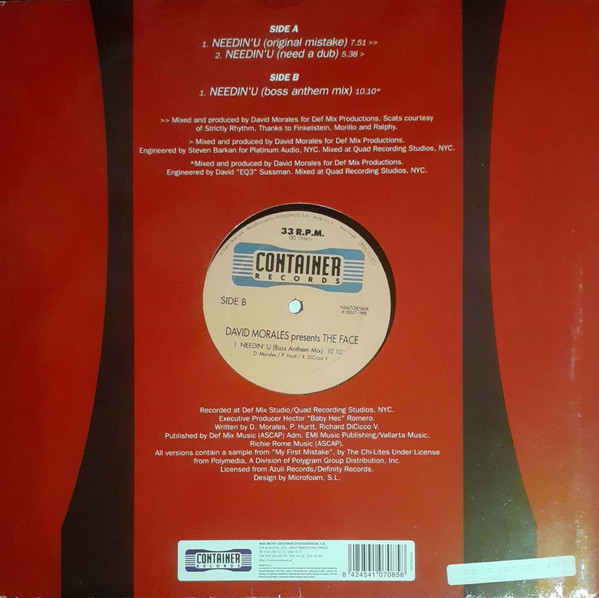 SIDE A
1. NEEDIN'U (original mistake) 7.51 >>
2. NEEDIN'U (need a dub) 5.38 >
SIDE B
1. NEEDIN'U (boss anthem mix) 10.10*
>> Mixed and produced by David Morales for Def Mix Productions. Scats courtesy
of Strictly Rhythm, Thanks to Finkelstein, Morillo and Ralphy.
> Mixed and produced by David Morales for Def Mix Productions.
Engineered by Steven Barkan for Platinum Audio, NYC. Mixed at Quad Recording Studios, NYC.
*Mixed and produced by David Morales for Def Mix Productions.
Engineered by David "EQ3" Sussman. Mixed at Quad Recording Studios, NYC.
33 R.P.M.
CONTAINER
RECORDS
SIDE B
DAVID MORALES presents THE FACE
1. NEEDIN' U (Boss Anthem Mix) 10'10"
D. Morales / P. Hurtt / R. DiCicco V.
Recorded at Def Mix Studio/Quad Recording Studios, NYC.
Executive Producer Hector "Baby Hec" Romero.
Written by D. Morales, P. Hurtt, Richard DiCicco V.
Published by Def Mix Music (ASCAP) Adm. EMI Music Publishing/Vallarta Music,
Richie Rome Music (ASCAP).
All versions contain a sample from "My First Mistake", by The Chi-Lites Under License
from Polymedia, A Division of Polygram Group Distribution, Inc.
Licensed from Azuli Records/Definity Records.
Design by Microfoam, S.L.
CONTAINER
RECORDS
8 424541 070856